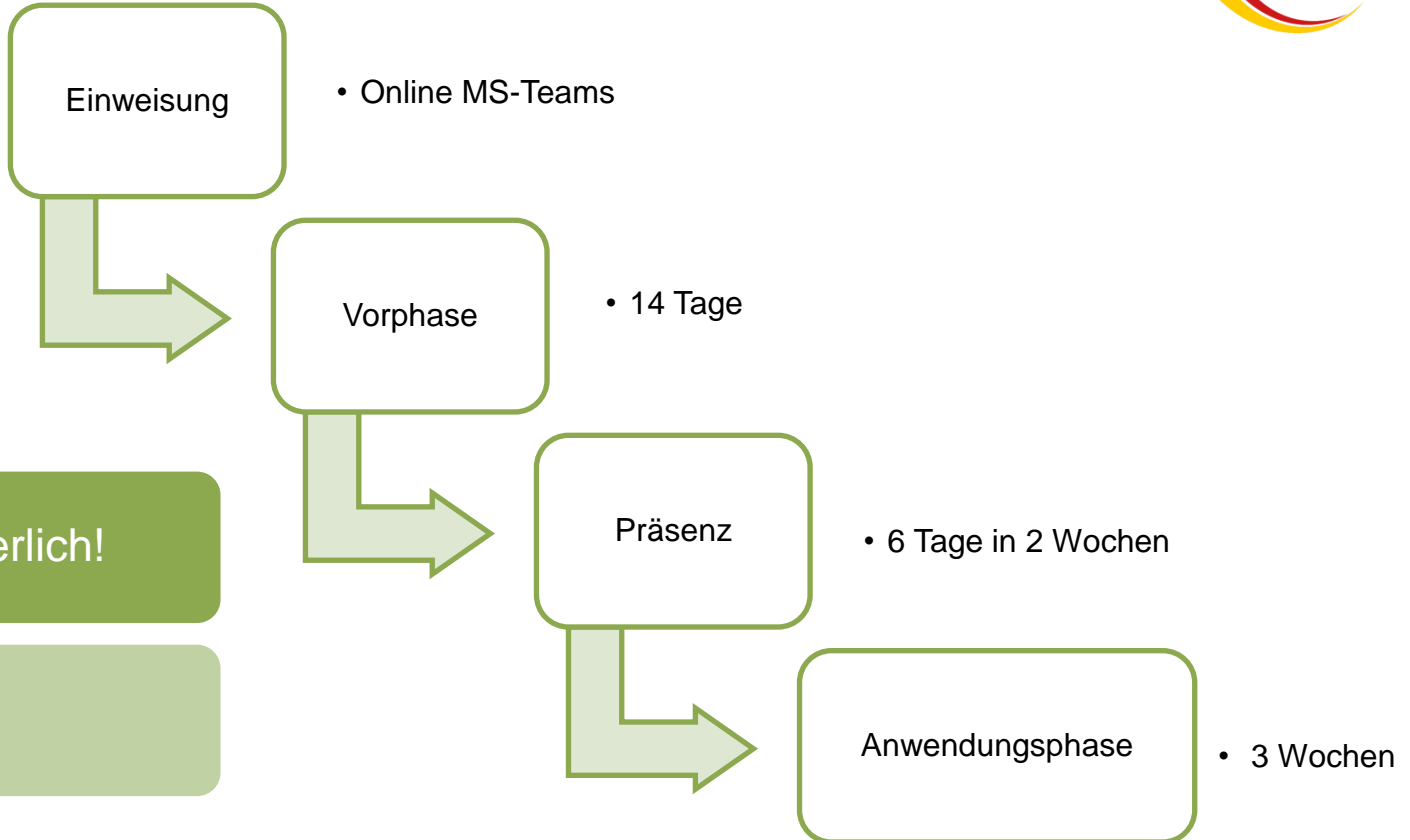 Einweisung
• Online MS-Teams
Vorphase
• 14 Tage
erlich!
Präsenz
• 6 Tage in 2 Wochen
Anwendungsphase
• 3 Wochen